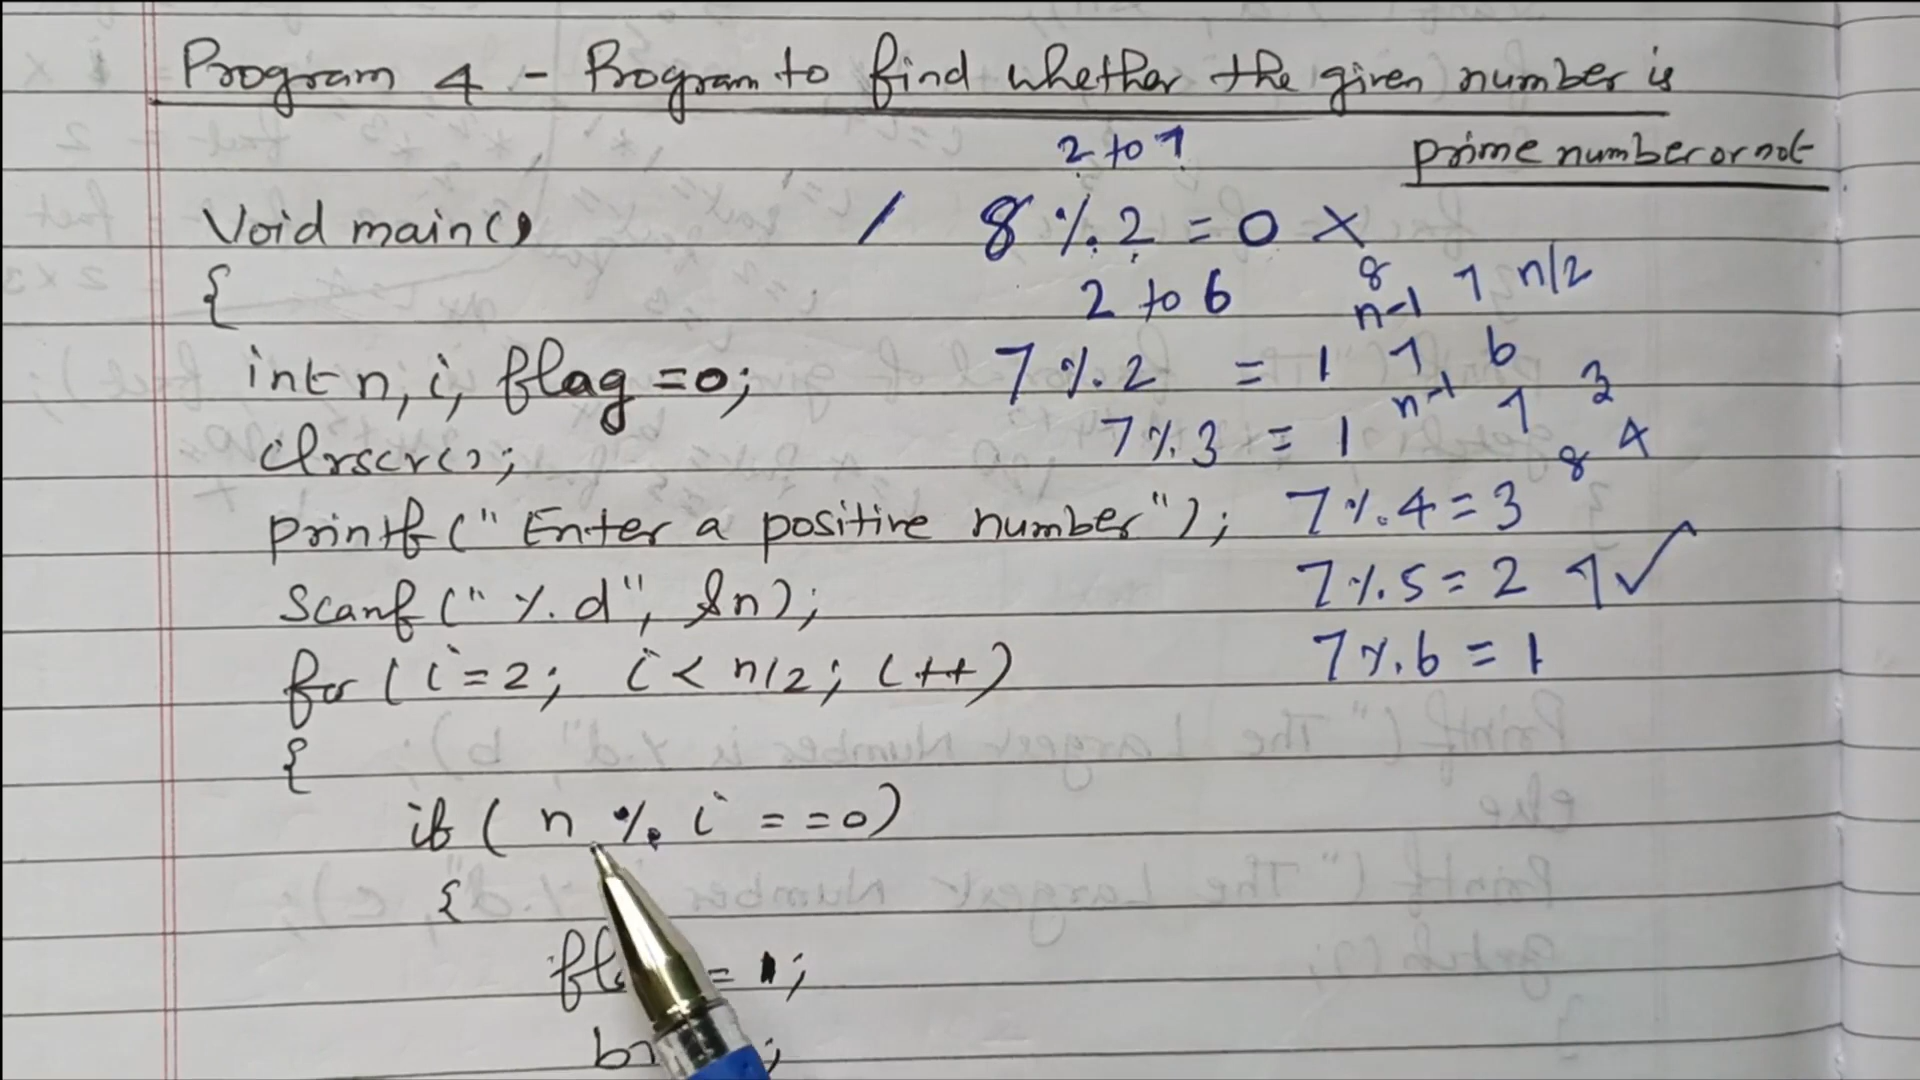 Program 4 - Program to find whether the given number is
prime number or not
2 to 7
Void main()
/ 8 % 2 = 0 ×
{
2 to 6
8 7 n/2
n-1
int n, i, flag = 0;
7 % 2 = 1 7 6
n-1 7 3
clrscr();
7 % 3 = 1
8 4
printf(" Enter a positive number");
7 % 4 = 3
scanf(" %d", &n);
7 % 5 = 2 7 ✓
for (i=2; i < n/2; i++)
7 % 6 = 1
{
if ( n % i == 0)
{
= 1;